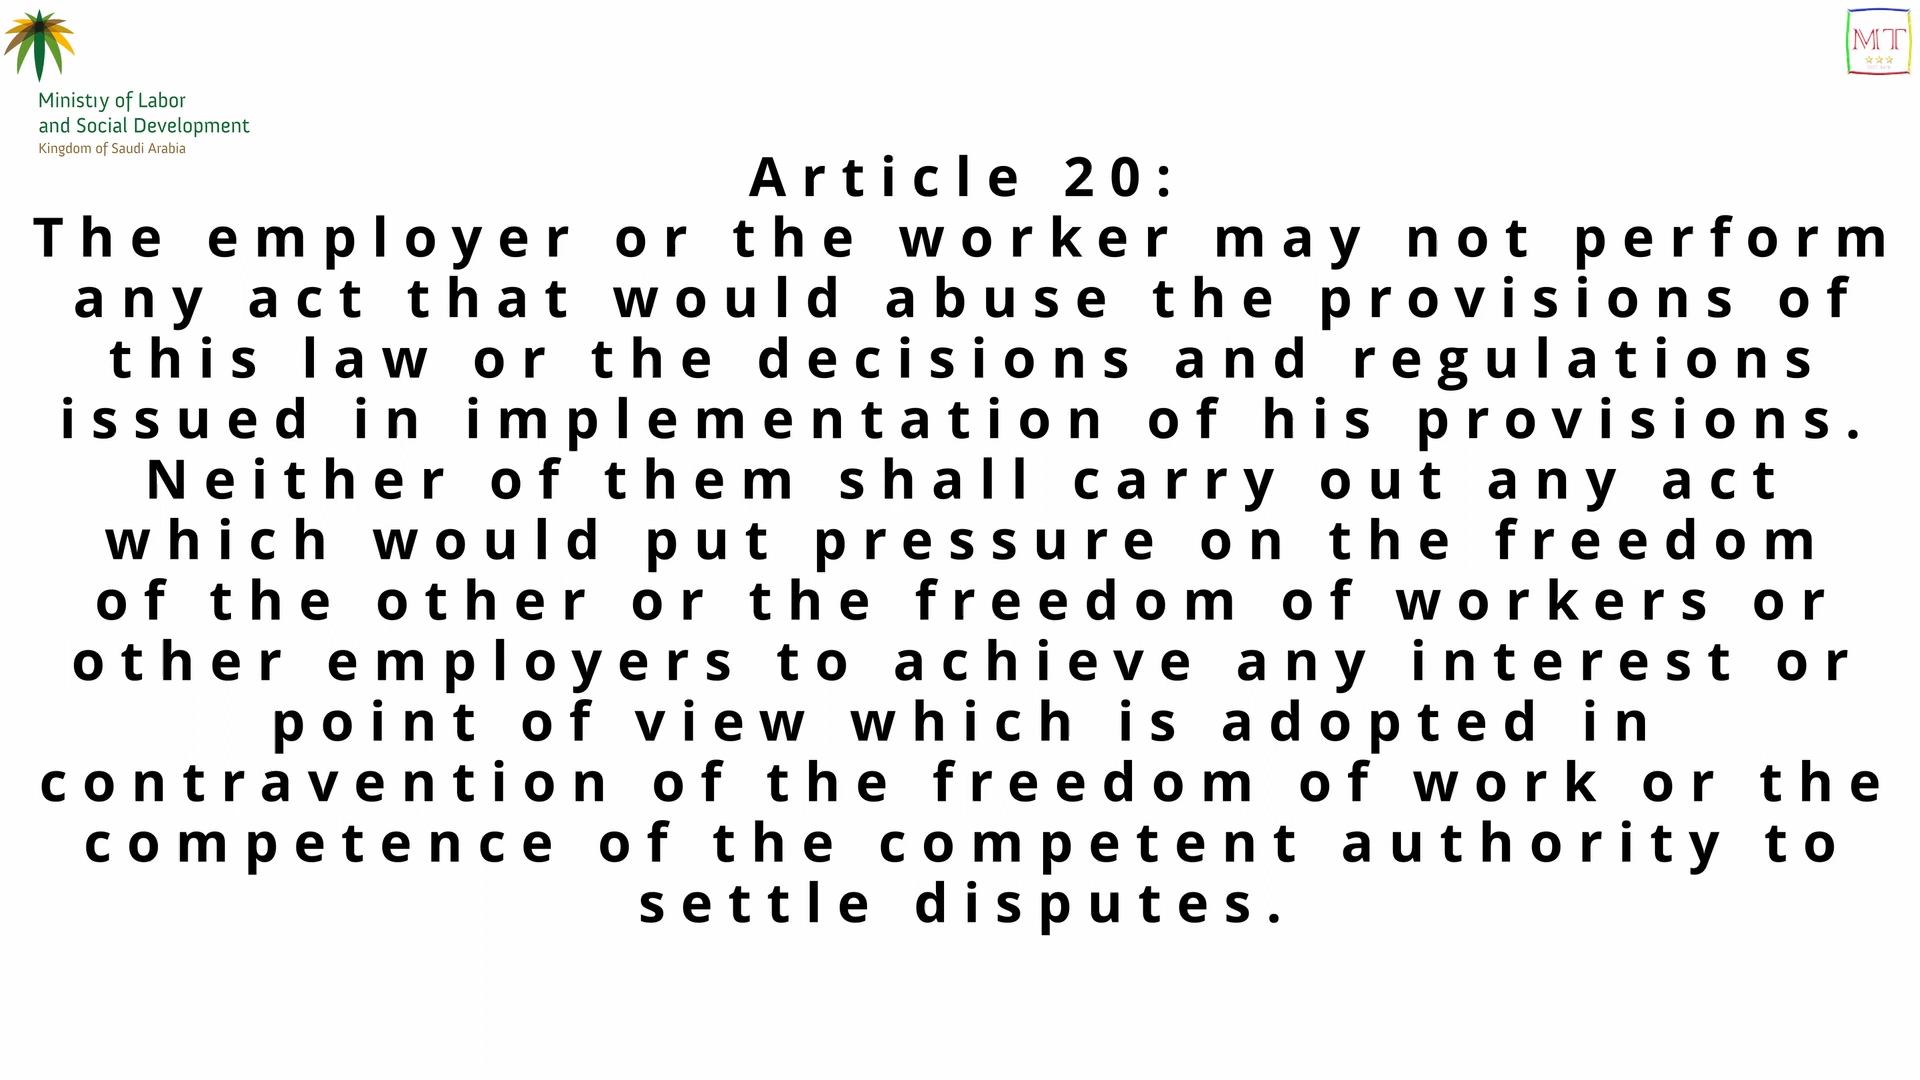 Ministry of Labor
and Social Development
Kingdom of Saudi Arabia
MT
Article 20:
The employer or the worker may not perform
any act that would abuse the provisions of
this law or the decisions and regulations
issued in implementation of his provisions.
Neither of them shall carry out any act
which would put pressure on the freedom
of the other or the freedom of workers or
other employers to achieve any interest or
point of view which is adopted in
contravention of the freedom of work or the
competence of the competent authority to
settle disputes.